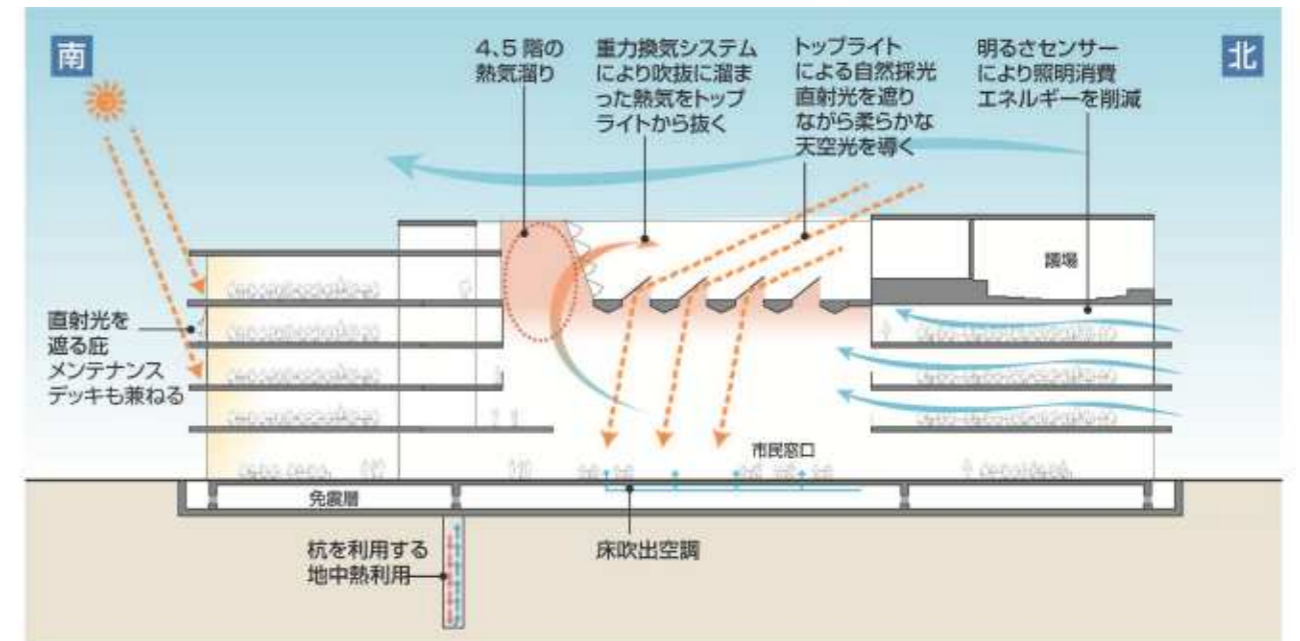 南
4、5階の
熱気溜り
重力換気システム
により吹抜に溜ま
った熱気をトップ
ライトから抜く
トップライト
による自然採光
直射光を遮り
ながら柔らかな
天空光を導く
明るさセンサー
により照明消費
エネルギーを削減
北
議場
直射光を
遮る庇
メンテナンス
デッキも兼ねる
市民窓口
免震層
杭を利用する
地中熱利用
床吹出空調